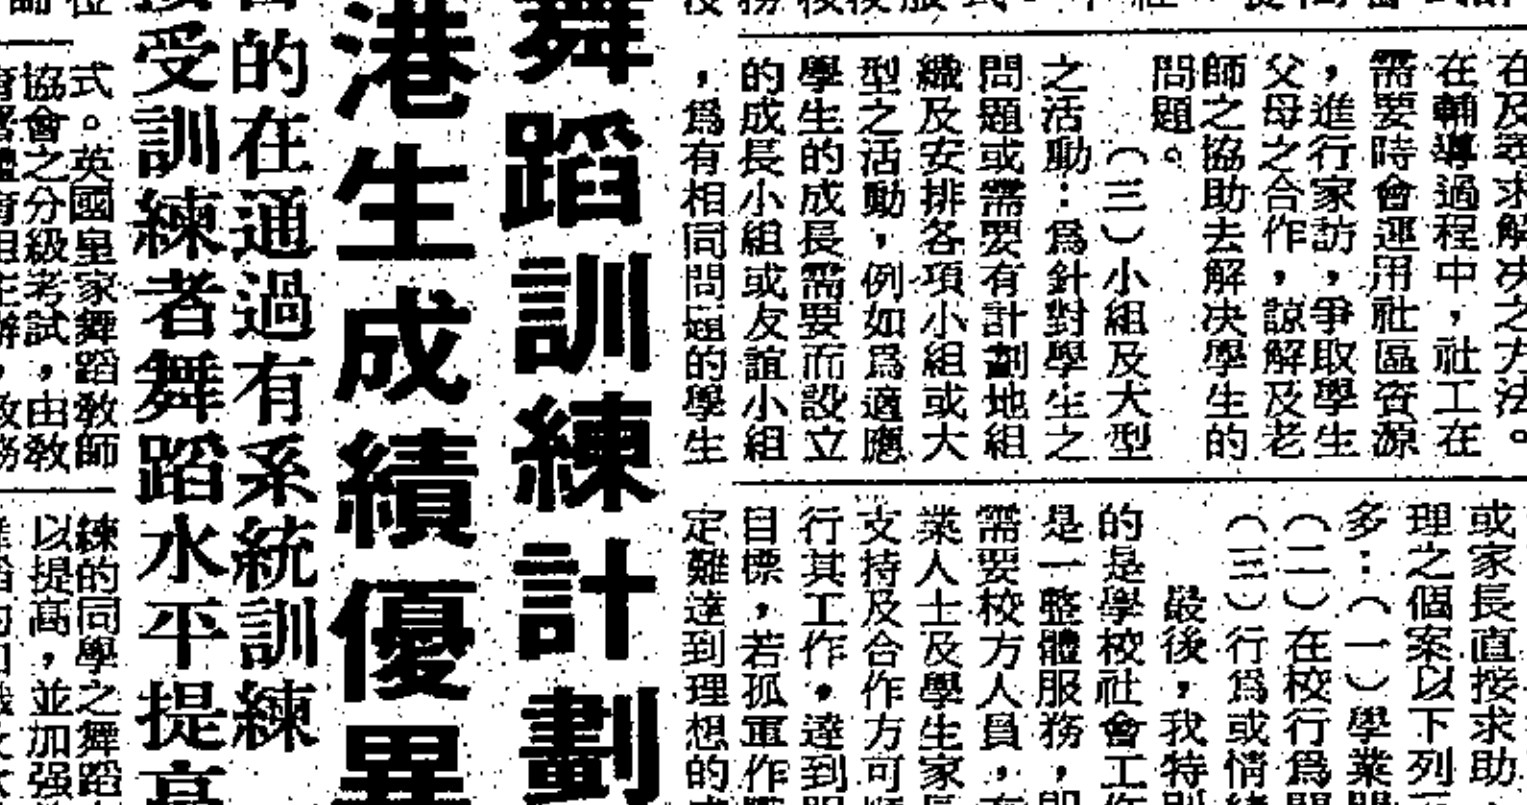 在及尋求解决之方法。
在輔導過程中，社工在
需要時會運用社區資源
，進行家訪，爭取學生
父母之合作，諒解及老
師之協助去解决學生的
問題。
（三）小組及大型
之活動：爲針對學生之
問題或需要有計劃地組
織及安排各項小組或大
型之活動，例如爲適應
學生的成長需要而設立
的成長小組或友誼小組
，爲有相同問題的學生
或家長直接求助
理之個案以下列
多：（一）學業
（二）在校行爲
（三）行爲或情緒
最後，我特別
的是學校社會工作
是一整體服務，即
需要校方人員，
業人士及學生家長
支持及合作方可順
行其工作，達到
目標，若孤軍作
定難達到理想的
舞蹈訓練計劃
港生成績優異
的在通過有系統訓練
受訓練者舞蹈水平提高
式。英國皇家舞蹈敎師
協會之分級考試，由敎
練的同學之舞蹈
以提高，並加强